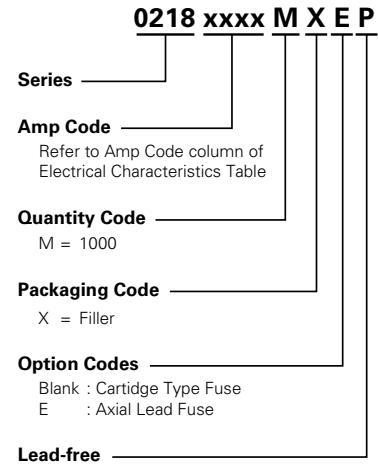 0218 xxxx M X E P
Series
Amp Code
Refer to Amp Code column of
Electrical Characteristics Table
Quantity Code
M = 1000
Packaging Code
X = Filler
Option Codes
Blank : Cartidge Type Fuse
E : Axial Lead Fuse
Lead-free